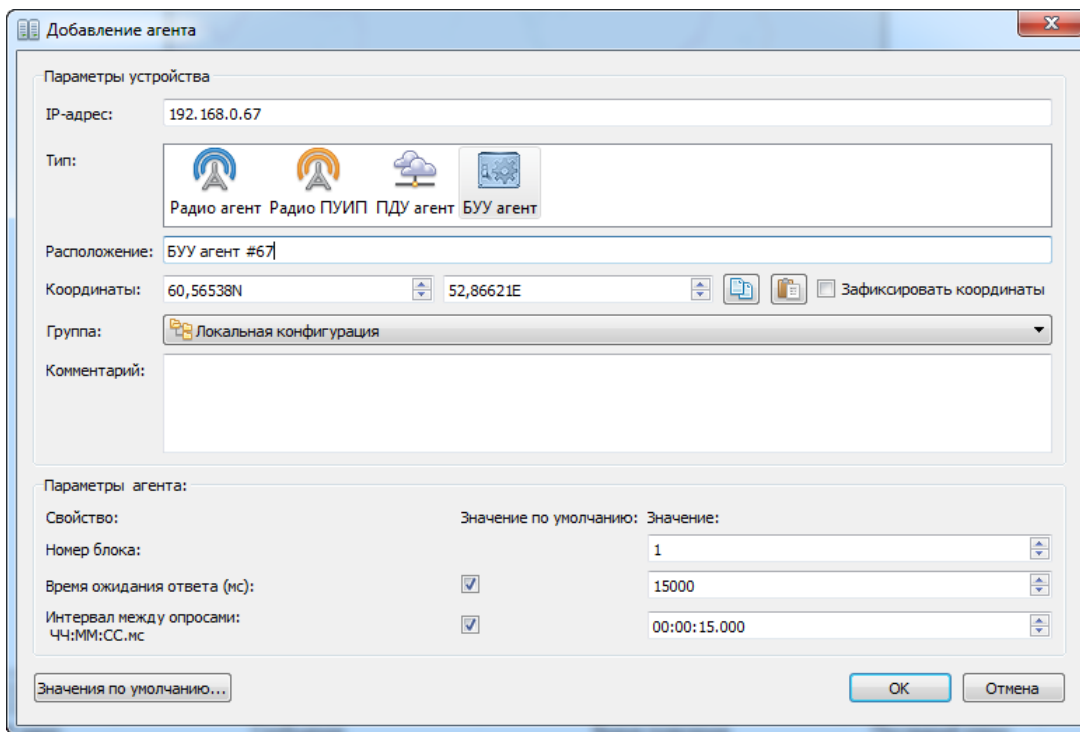 Добавление агента
Параметры устройства
IP-адрес: 192.168.0.67
Тип:
Радио агент Радио ПУИП ПДУ агент БУУ агент
Расположение: БУУ агент #67
Координаты: 60,56538N 52,86621E Зафиксировать координаты
Группа: Локальная конфигурация
Комментарий:
Параметры агента:
Свойство: Значение по умолчанию: Значение:
Номер блока: 1
Время ожидания ответа (мс): 15000
Интервал между опросами:
ЧЧ:ММ:СС.мс 00:00:15.000
Значения по умолчанию... OK Отмена